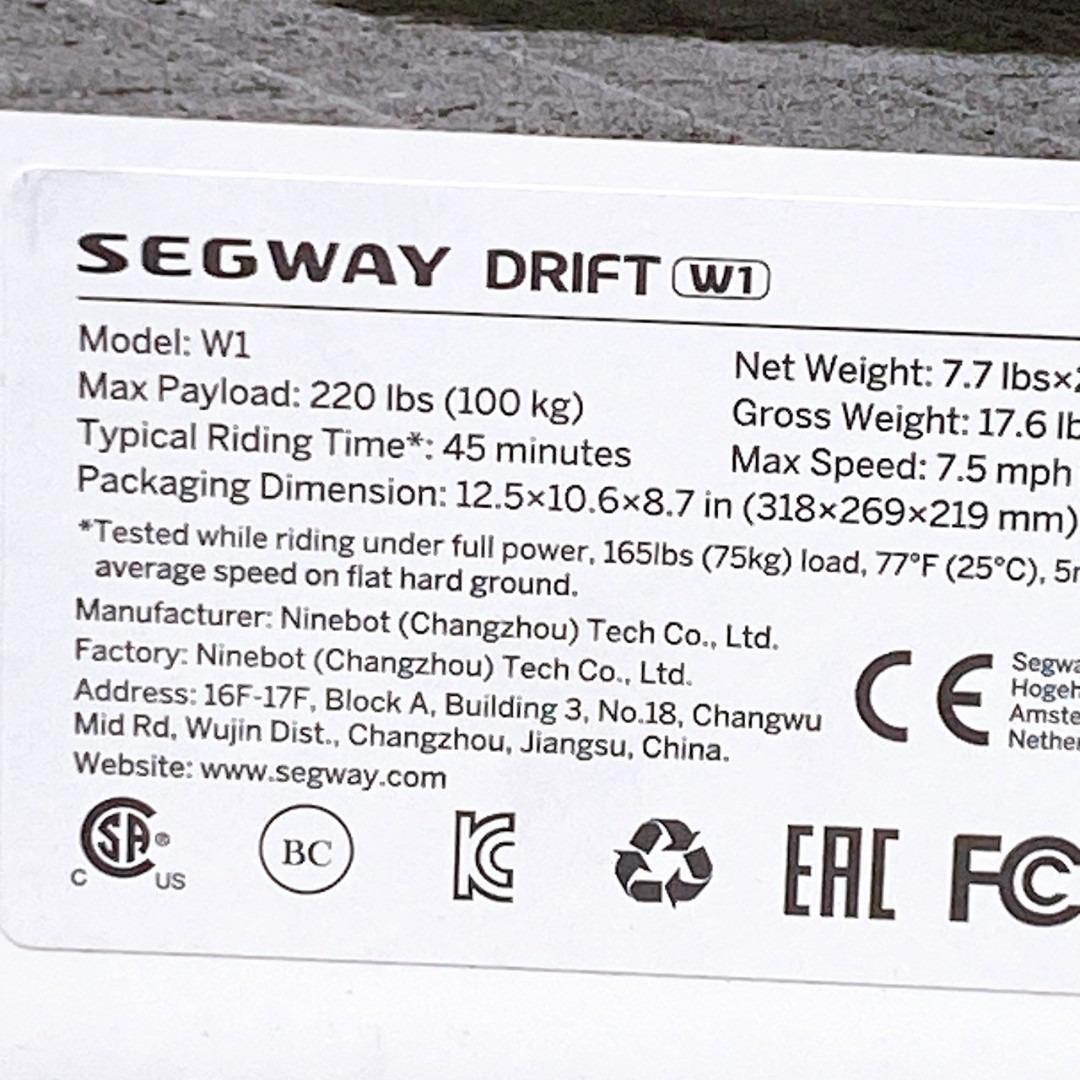 SEGWAY DRIFT W1
Model: W1
Net Weight: 7.7 lbs×
Max Payload: 220 lbs (100 kg)
Gross Weight: 17.6 lb
Typical Riding Time*: 45 minutes
Max Speed: 7.5 mph
Packaging Dimension: 12.5×10.6×8.7 in (318×269×219 mm)
*Tested while riding under full power, 165lbs (75kg) load, 77°F (25°C),
average speed on flat hard ground.
Manufacturer: Ninebot (Changzhou) Tech Co., Ltd.
Factory: Ninebot (Changzhou) Tech Co., Ltd.
Address: 16F-17F, Block A, Building 3, No.18, Changwu
Mid Rd, Wujin Dist., Changzhou, Jiangsu, China.
Website: www.segway.com
CE
Segwa
Hogeh
Amste
Nether
C SA® US
BC
KC
EAC
FC